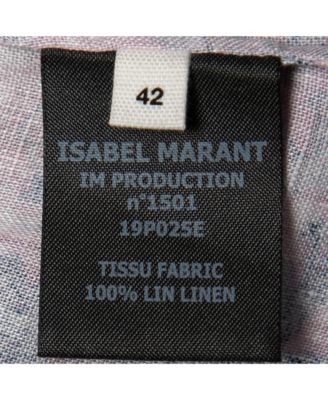 42
ISABEL MARANT
IM PRODUCTION
n°1501
19P025E
TISSU FABRIC
100% LIN LINEN